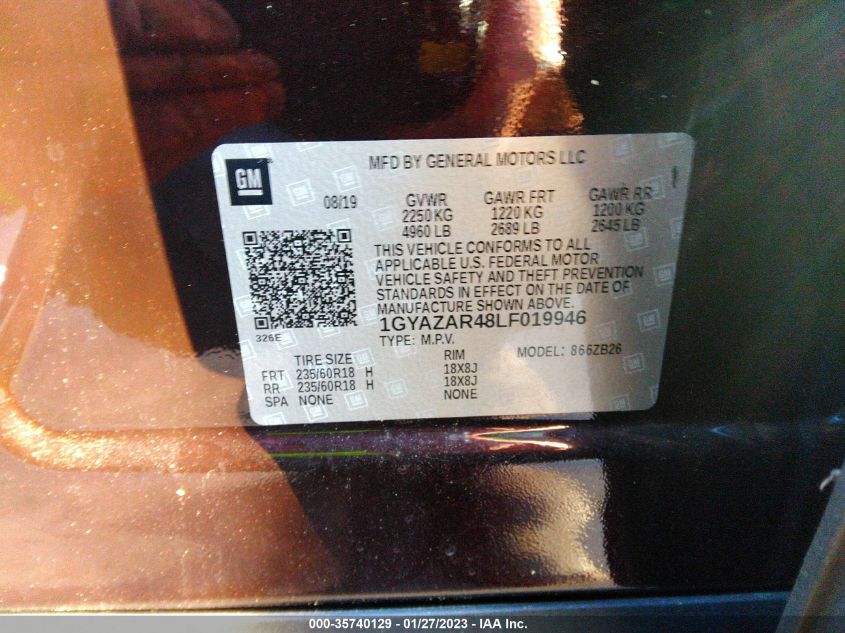 MFD BY GENERAL MOTORS LLC
GM
08/19 GVWR GAWR FRT GAWR RR
2250 KG 1220 KG 1200 KG
4960 LB 2689 LB 2645 LB
THIS VEHICLE CONFORMS TO ALL
APPLICABLE U.S. FEDERAL MOTOR
VEHICLE SAFETY AND THEFT PREVENTION
STANDARDS IN EFFECT ON THE DATE OF
MANUFACTURE SHOWN ABOVE.
1GYAZAR48LF019946
326E
TYPE: M.P.V. MODEL: 866ZB26
TIRE SIZE RIM
FRT 235/60R18 H 18X8J
RR 235/60R18 H 18X8J
SPA NONE NONE
000-35740129 - 01/27/2023 - IAA Inc.